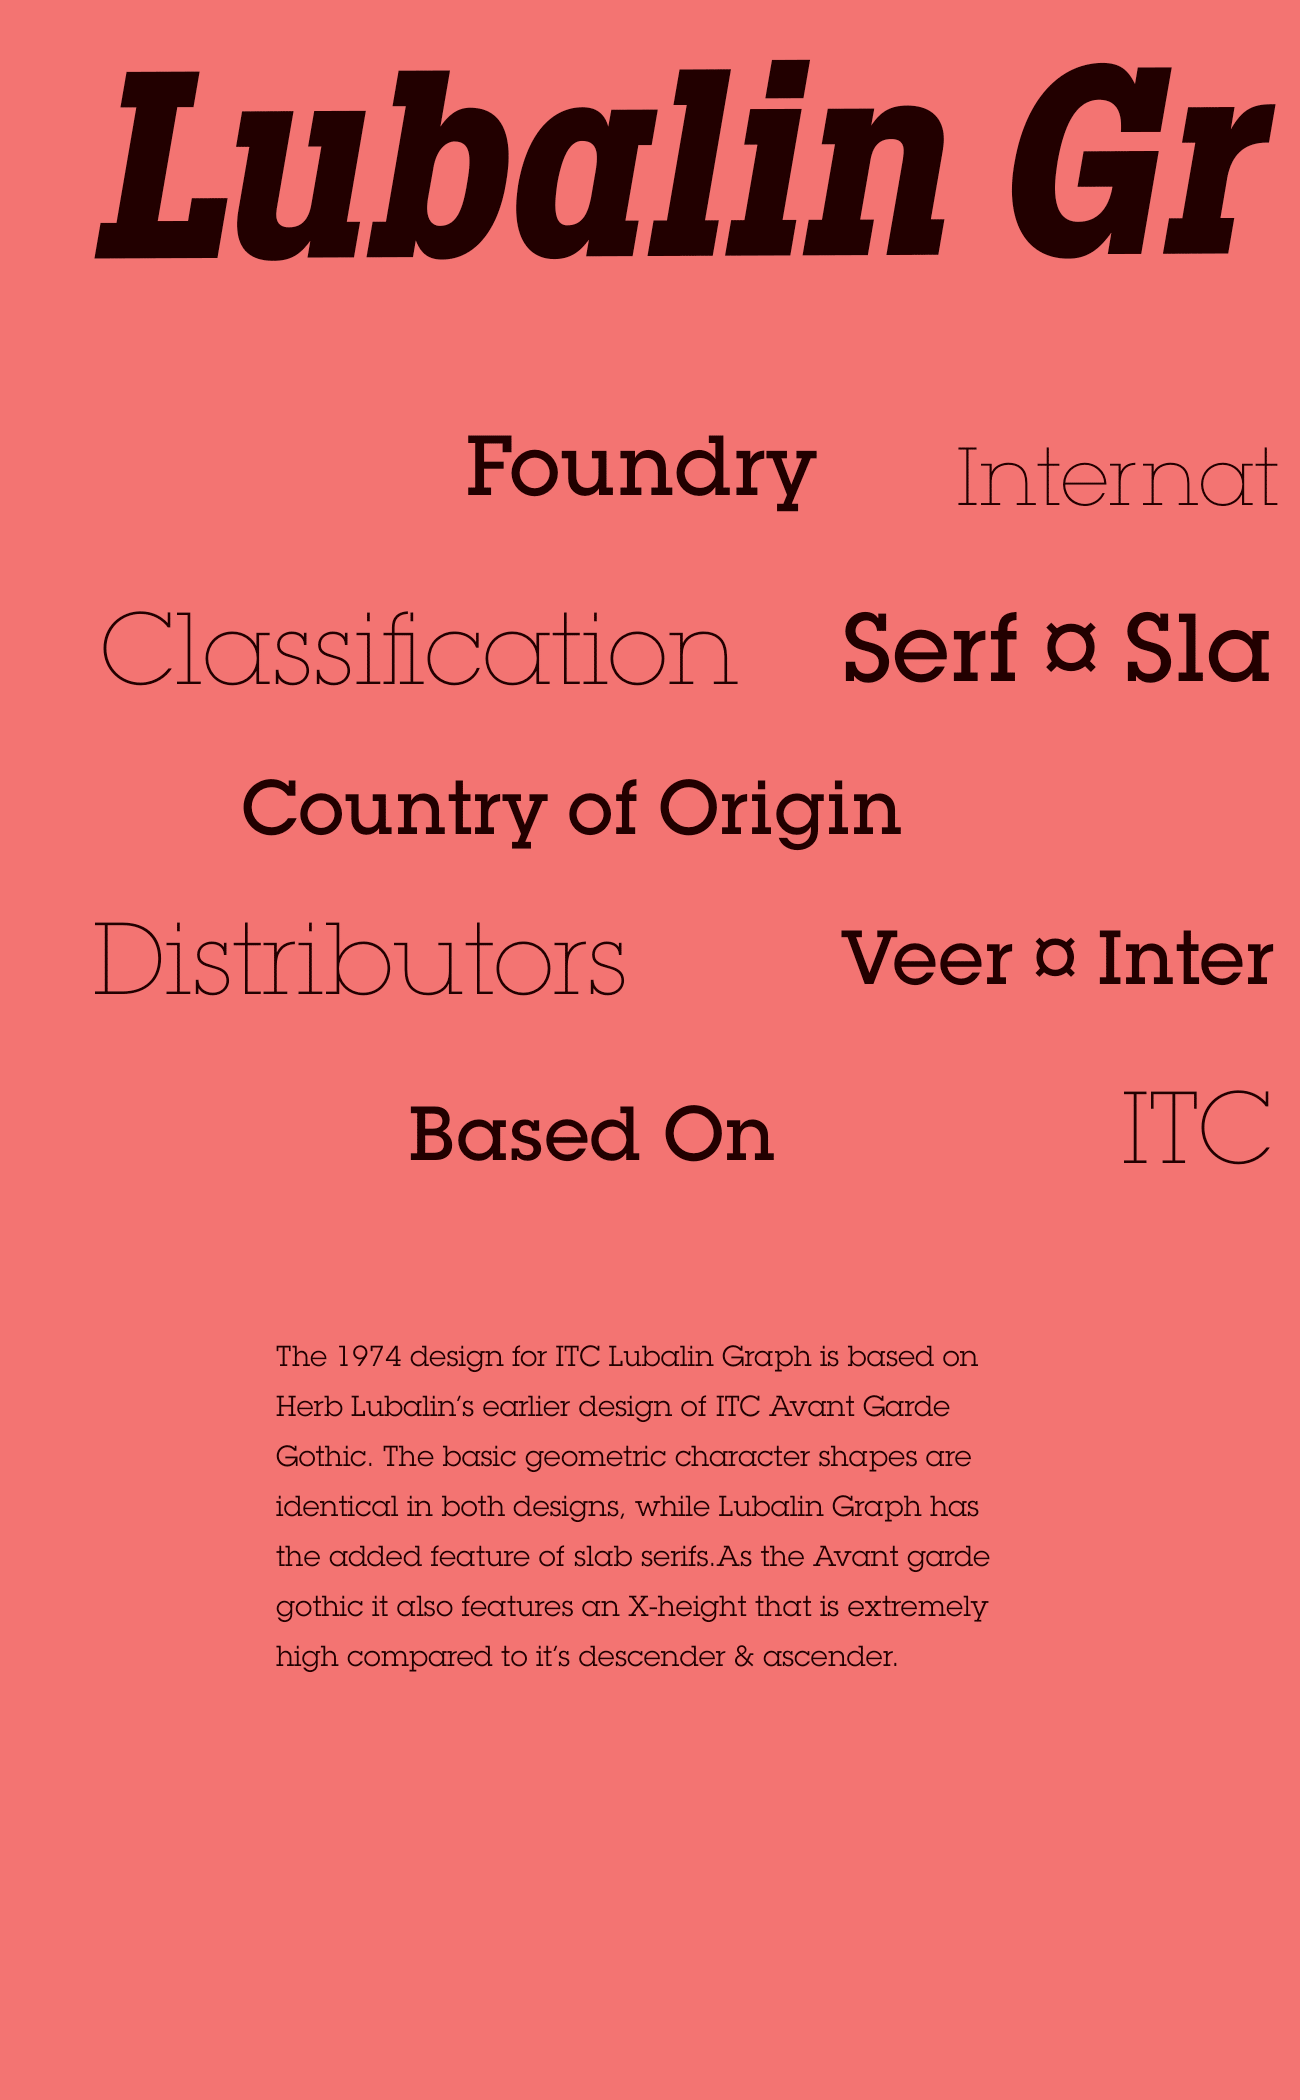 Lubalin Gr
Foundry Internat
Classification Serf ¤ Sla
Country of Origin
Distributors Veer ¤ Inter
Based On ITC
The 1974 design for ITC Lubalin Graph is based on
Herb Lubalin's earlier design of ITC Avant Garde
Gothic. The basic geometric character shapes are
identical in both designs, while Lubalin Graph has
the added feature of slab serifs.As the Avant garde
gothic it also features an X-height that is extremely
high compared to it's descender & ascender.